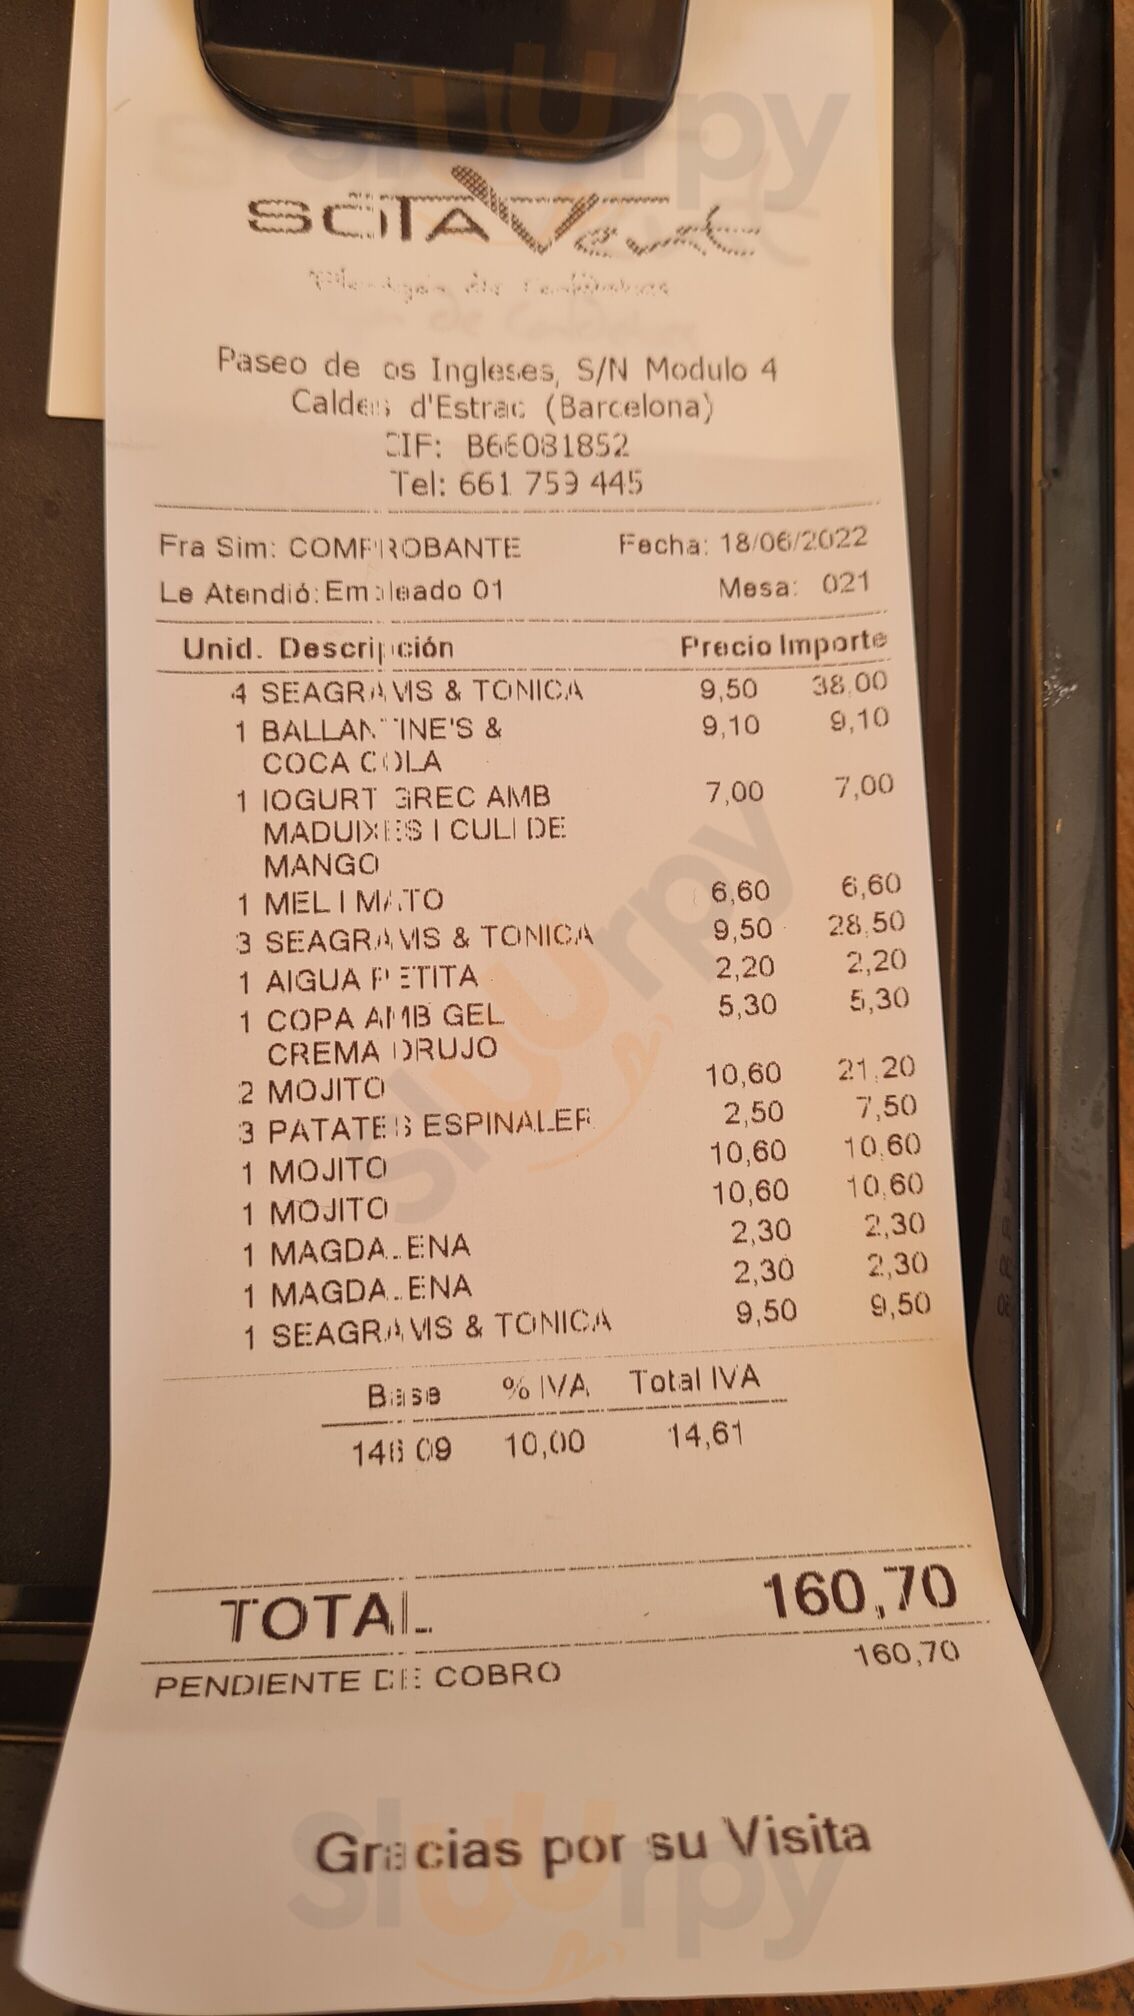 SOTAVent
Paseo de los Ingleses, S/N Modulo 4
Caldes d'Estrac (Barcelona)
CIF: B66081852
Tel: 661 759 445
Fra Sim: COMPROBANTE Fecha: 18/06/2022
Le Atendió: Empleado 01 Mesa: 021
Unid. Descripción Precio Importe
4 SEAGRAMS & TONICA 9,50 38,00
1 BALLANTINE'S & 9,10 9,10
COCA COLA
1 IOGURT GREC AMB 7,00 7,00
MADUIXES I CULI DE
MANGO
1 MEL I MATO 6,60 6,60
3 SEAGRAMS & TONICA 9,50 28,50
1 AIGUA PETITA 2,20 2,20
1 COPA AMB GEL 5,30 5,30
CREMA ORUJO
2 MOJITO 10,60 21,20
3 PATATES ESPINALER 2,50 7,50
1 MOJITO 10,60 10,60
1 MOJITO 10,60 10,60
1 MAGDALENA 2,30 2,30
1 MAGDALENA 2,30 2,30
1 SEAGRAMS & TONICA 9,50 9,50
Base % IVA Total IVA
146,09 10,00 14,61
TOTAL 160,70
PENDIENTE DE COBRO 160,70
Gracias por su Visita
slurpy
slurpy
slurpy